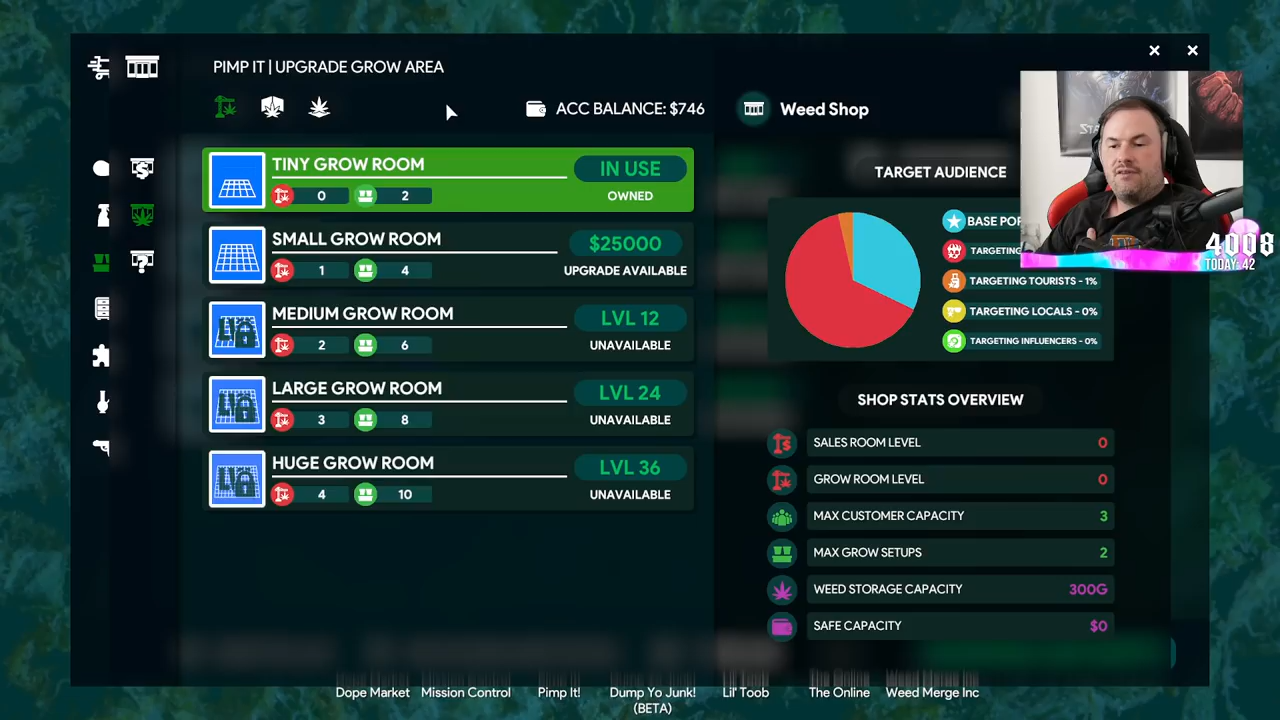 PIMP IT | UPGRADE GROW AREA
ACC BALANCE: $746
TINY GROW ROOM
IN USE
0
2
OWNED
SMALL GROW ROOM
$25000
1
4
UPGRADE AVAILABLE
MEDIUM GROW ROOM
LVL 12
2
6
UNAVAILABLE
LARGE GROW ROOM
LVL 24
3
8
UNAVAILABLE
HUGE GROW ROOM
LVL 36
4
10
UNAVAILABLE
Weed Shop
TARGET AUDIENCE
BASE
TARGETING
TARGETING TOURISTS - 1%
TARGETING LOCALS - 0%
TARGETING INFLUENCERS - 0%
4008
TODAY: 42
SHOP STATS OVERVIEW
SALES ROOM LEVEL 0
GROW ROOM LEVEL 0
MAX CUSTOMER CAPACITY 3
MAX GROW SETUPS 2
WEED STORAGE CAPACITY 300G
SAFE CAPACITY $0
Dope Market
Mission Control
Pimp It!
Dump Yo Junk!
(BETA)
Lil' Toob
The Online
Weed Merge Inc